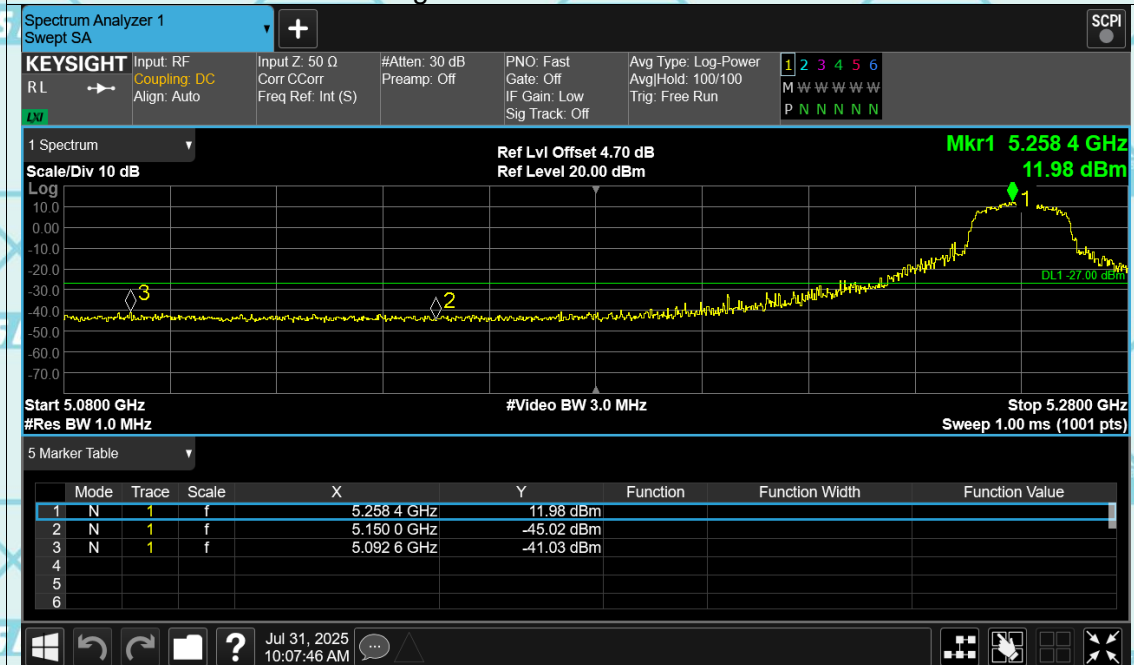 Spectrum Analyzer 1
Swept SA
+
SCPI
KEYSIGHT Input: RF Input Z: 50 Ω #Atten: 30 dB PNO: Fast Avg Type: Log-Power 1 2 3 4 5 6
RL Coupling: DC Corr CCorr Preamp: Off Gate: Off Avg|Hold: 100/100 M W W W W W
Align: Auto Freq Ref: Int (S) IF Gain: Low Trig: Free Run
LXI Sig Track: Off P N N N N N
1 Spectrum Ref Lvl Offset 4.70 dB Mkr1 5.258 4 GHz
Scale/Div 10 dB Ref Level 20.00 dBm 11.98 dBm
Log
1
10.0
0.00
-10.0
-20.0
DL1 -27.00 dBm
-30.0
3
2
-40.0
-50.0
-60.0
-70.0
Start 5.0800 GHz #Video BW 3.0 MHz Stop 5.2800 GHz
#Res BW 1.0 MHz Sweep 1.00 ms (1001 pts)
5 Marker Table
Mode Trace Scale X Y Function Function Width Function Value
1 N 1 f 5.258 4 GHz 11.98 dBm
2 N 1 f 5.150 0 GHz -45.02 dBm
3 N 1 f 5.092 6 GHz -41.03 dBm
4
5
6
? Jul 31, 2025
10:07:46 AM